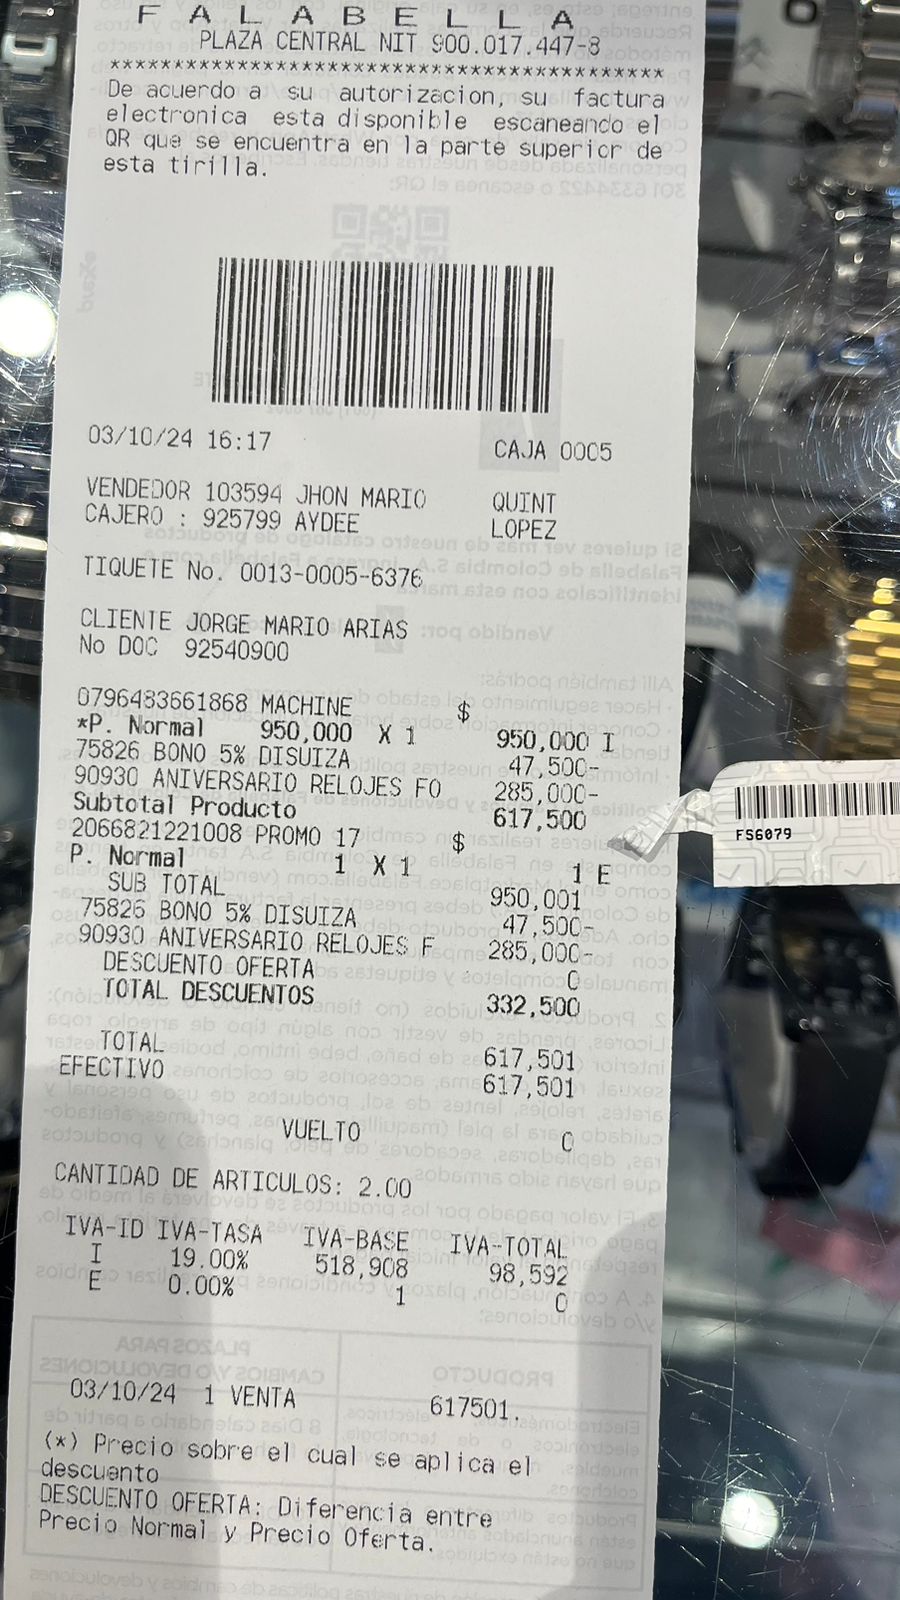 F A L A B E L L A
PLAZA CENTRAL NIT 900.017.447-8
*******************************************
De acuerdo a su autorizacion, su factura
electronica esta disponible escaneando el
QR que se encuentra en la parte superior de
esta tirilla.
03/10/24 16:17 CAJA 0005
VENDEDOR 103594 JHON MARIO QUINT
CAJERO : 925799 AYDEE LOPEZ
TIQUETE No. 0013-0005-6376
CLIENTE JORGE MARIO ARIAS
No DOC 92540900
0796483661868 MACHINE $
*P. Normal 950,000 X 1 950,000 I
75826 BONO 5% DISUIZA 47,500-
90930 ANIVERSARIO RELOJES FO 285,000-
Subtotal Producto 617,500
2066821221008 PROMO 17 $
P. Normal 1 X 1 1 E
SUB TOTAL 950,001
75826 BONO 5% DISUIZA 47,500-
90930 ANIVERSARIO RELOJES F 285,000-
DESCUENTO OFERTA 0
TOTAL DESCUENTOS 332,500
TOTAL 617,501
EFECTIVO 617,501
VUELTO 0
CANTIDAD DE ARTICULOS: 2.00
IVA-ID IVA-TASA IVA-BASE IVA-TOTAL
I 19.00% 518,908 98,592
E 0.00% 1 0
03/10/24 1 VENTA 617501.
(*) Precio sobre el cual se aplica el
descuento
DESCUENTO OFERTA: Diferencia entre
Precio Normal y Precio Oferta.
FS6079